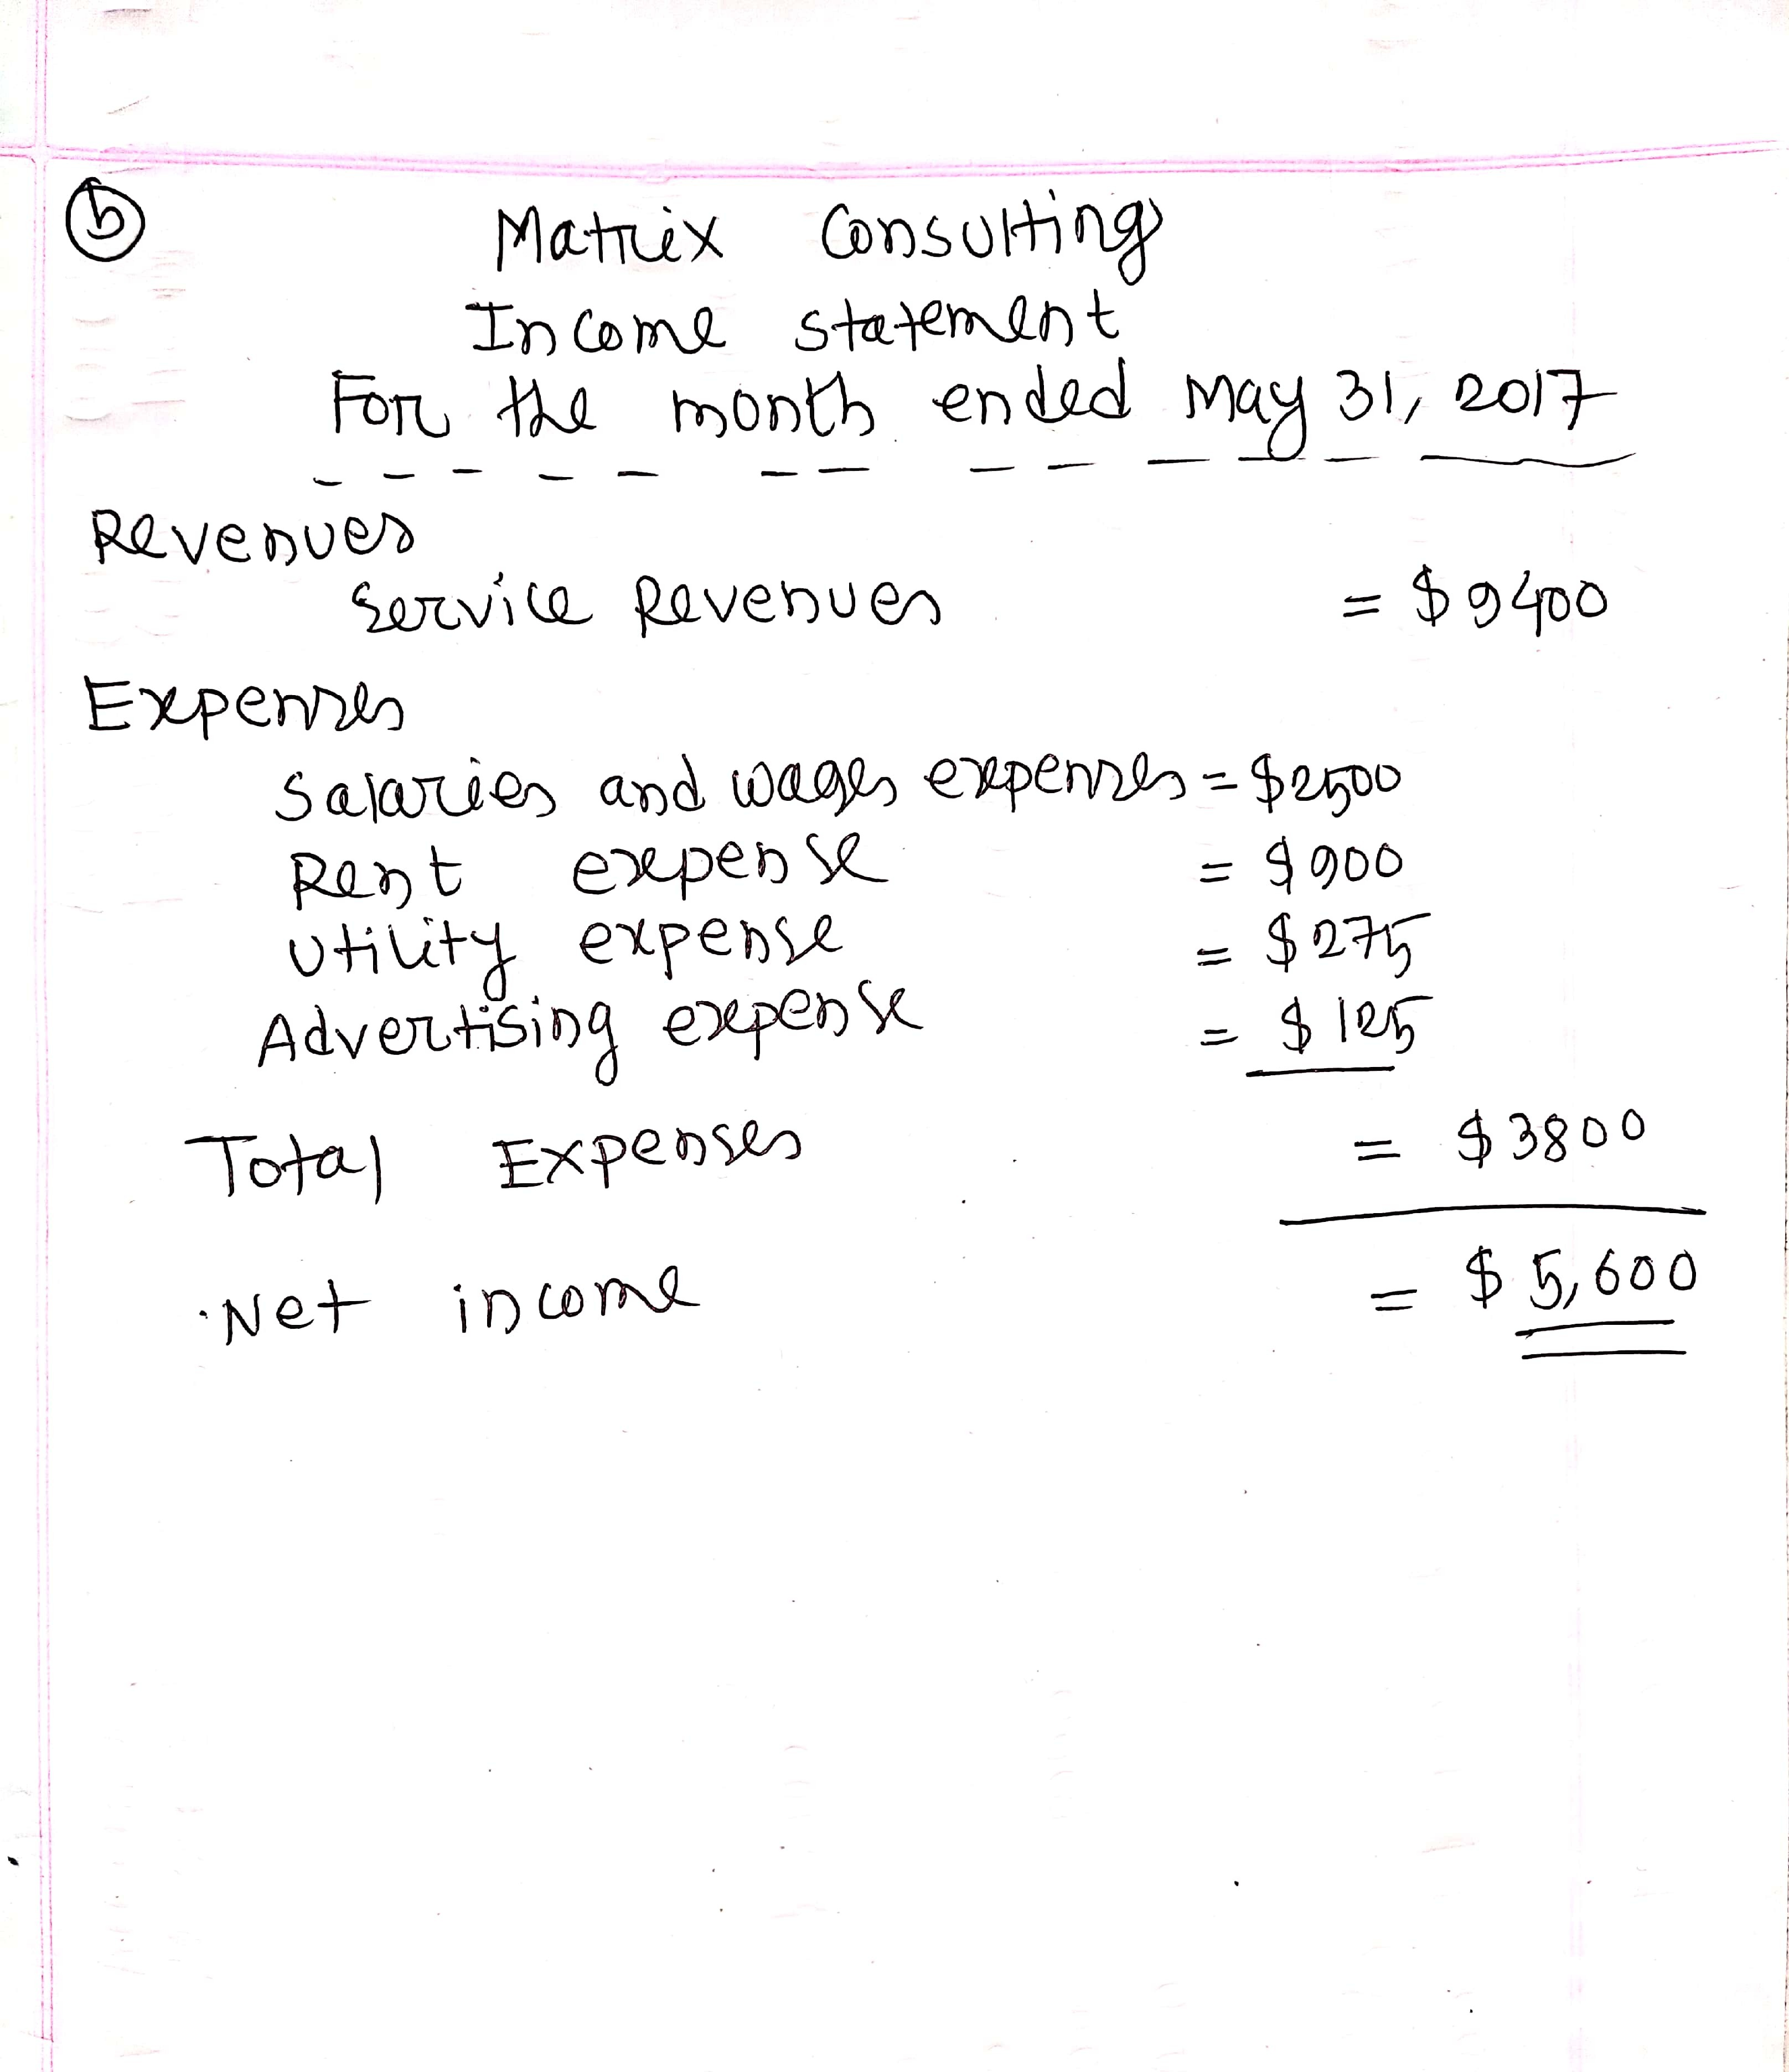 b
Matrix Consulting
Income statement
For the month ended May 31, 2017
Revenues
Service Revenues = $9400
Expenses
Salaries and wages expenses = $2500
Rent expense = $900
Utility expense = $275
Advertising expense = $125
Total Expenses = $3800
Net income = $5,600